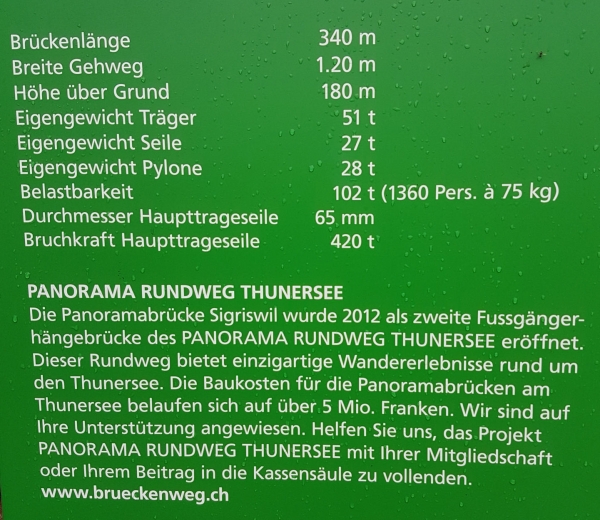 Brückenlänge 340 m
Breite Gehweg 1.20 m
Höhe über Grund 180 m
Eigengewicht Träger 51 t
Eigengewicht Seile 27 t
Eigengewicht Pylone 28 t
Belastbarkeit 102 t (1360 Pers. à 75 kg)
Durchmesser Haupttrageseile 65 mm
Bruchkraft Haupttrageseile 420 t
PANORAMA RUNDWEG THUNERSEE
Die Panoramabrücke Sigriswil wurde 2012 als zweite Fussgänger-
hängebrücke des PANORAMA RUNDWEG THUNERSEE eröffnet.
Dieser Rundweg bietet einzigartige Wandererlebnisse rund um
den Thunersee. Die Baukosten für die Panoramabrücken am
Thunersee belaufen sich auf über 5 Mio. Franken. Wir sind auf
Ihre Unterstützung angewiesen. Helfen Sie uns, das Projekt
PANORAMA RUNDWEG THUNERSEE mit Ihrer Mitgliedschaft
oder Ihrem Beitrag in die Kassensäule zu vollenden.
www.brueckenweg.ch